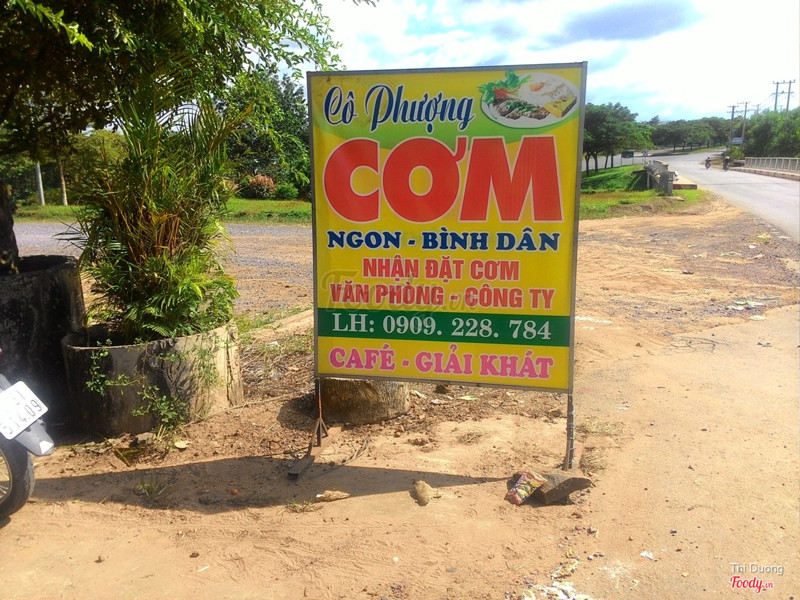 Cô Phượng
CƠM
NGON - BÌNH DÂN
NHẬN ĐẶT CƠM
VĂN PHÒNG - CÔNG TY
LH: 0909. 228. 784
CAFÉ - GIẢI KHÁT
Tri Duong
Foody.vn